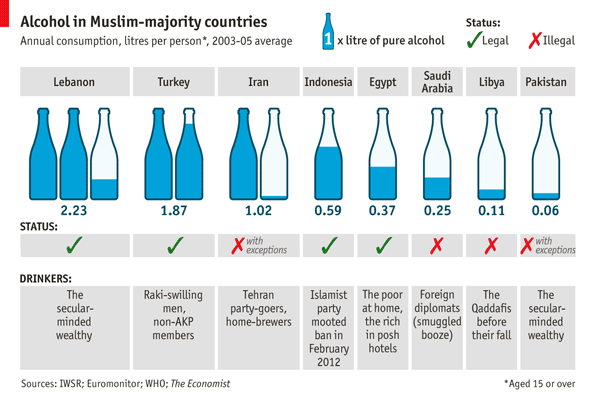 Alcohol in Muslim-majority countries
Annual consumption, litres per person*, 2003-05 average
1 x litre of pure alcohol
Status:
Legal
Illegal
Lebanon
Turkey
Iran
Indonesia
Egypt
Saudi
Arabia
Libya
Pakistan
2.23
1.87
1.02
0.59
0.37
0.25
0.11
0.06
STATUS:
with
exceptions
with
exceptions
DRINKERS:
The
secular-
minded
wealthy
Raki-swilling
men,
non-AKP
members
Tehran
party-goers,
home-brewers
Islamist
party
mooted
ban in
February
2012
The poor
at home,
the rich
in posh
hotels
Foreign
diplomats
(smuggled
booze)
The
Qaddafis
before
their fall
The
secular-
minded
wealthy
Sources: IWSR; Euromonitor; WHO; The Economist
*Aged 15 or over